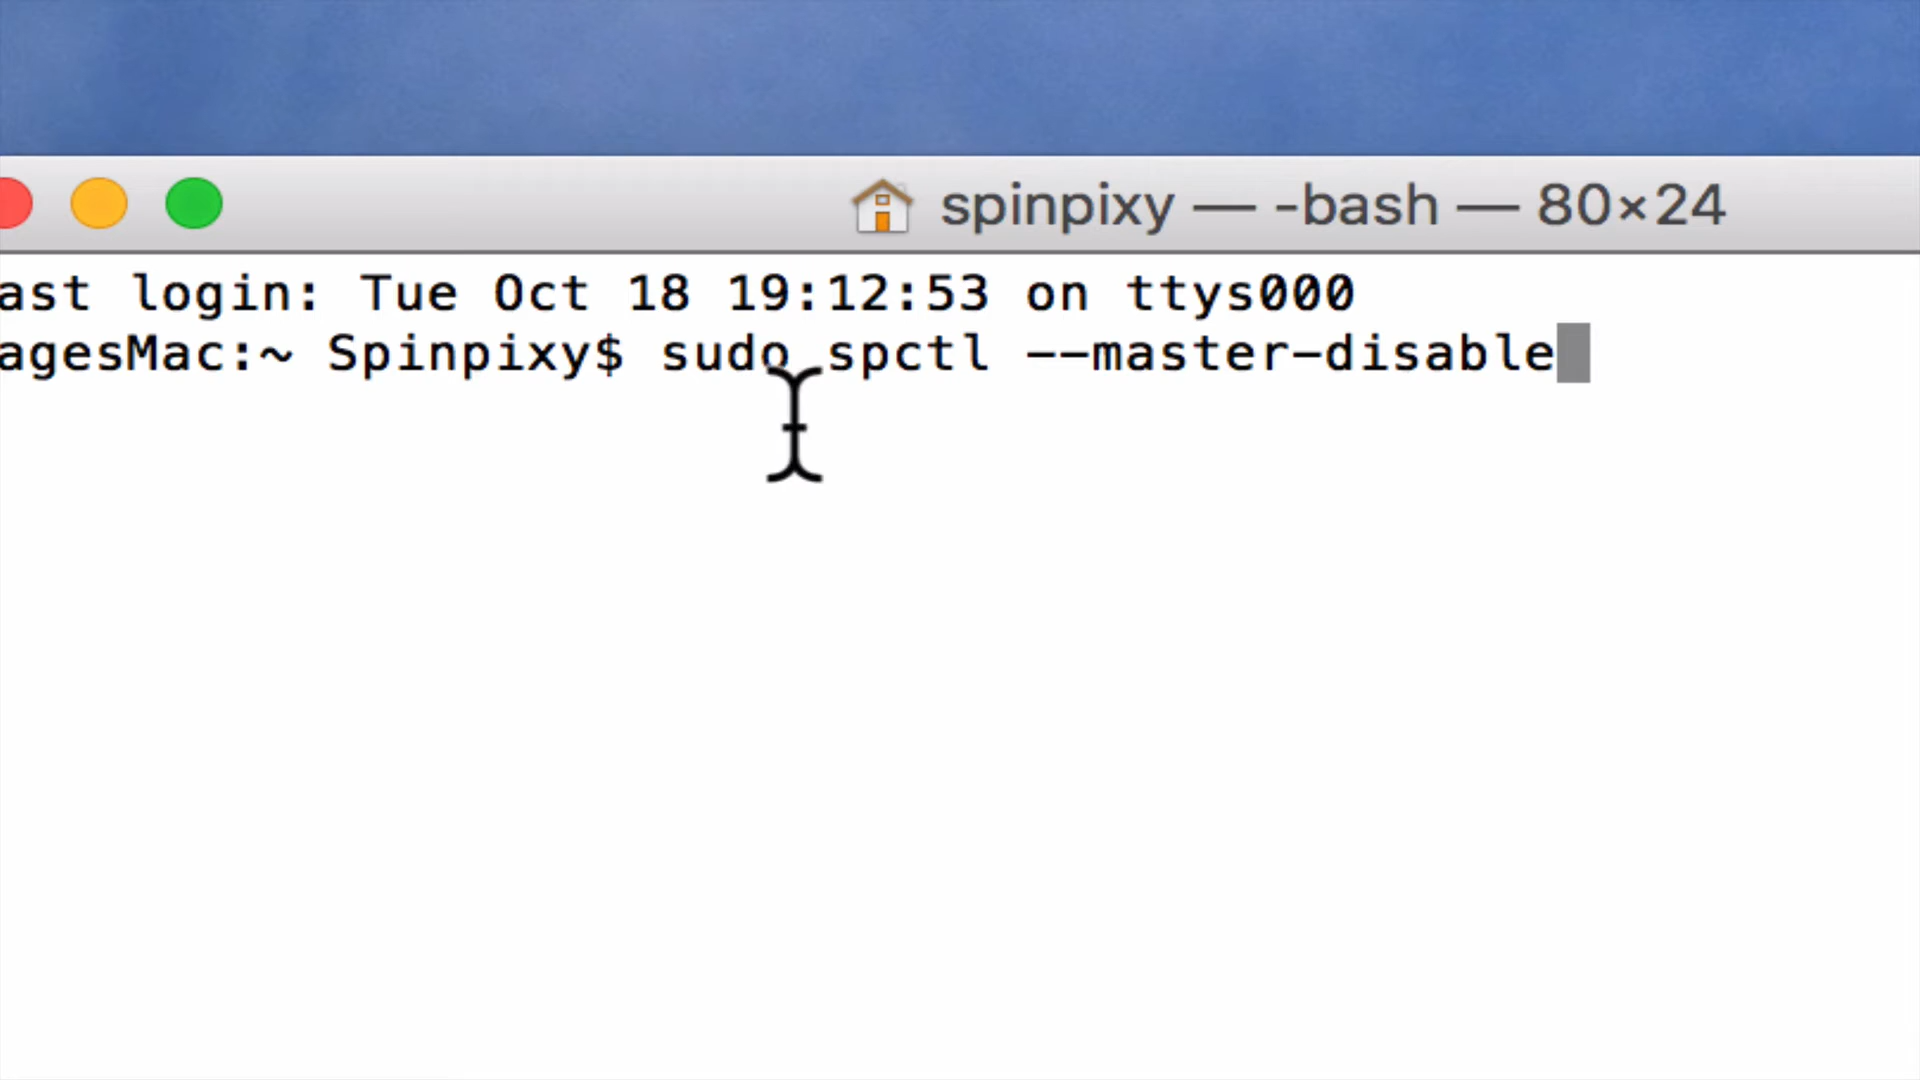 spinpixy — -bash — 80×24
ast login: Tue Oct 18 19:12:53 on ttys000
agesMac:~ Spinpixy$ sudo spctl --master-disable